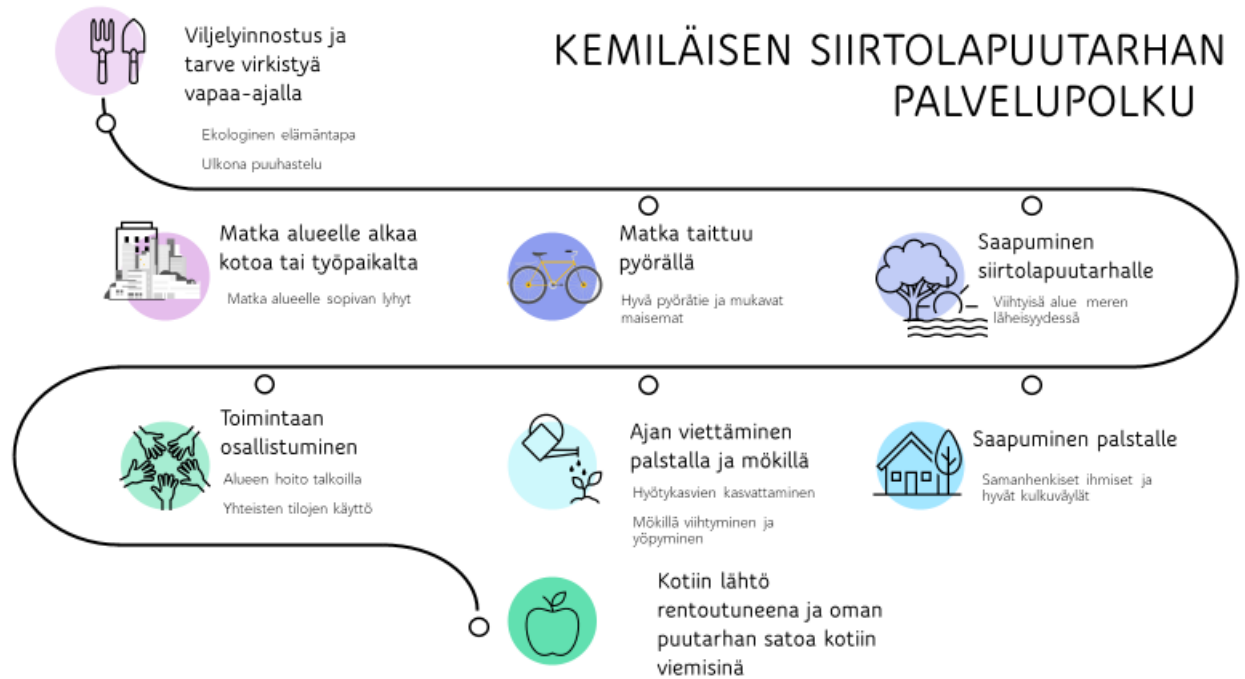 KEMILÄISEN SIIRTOLAPUUTARHAN
PALVELUPOLKU
Viljelyinnostus ja
tarve virkistyä
vapaa-ajalla
Ekologinen elämäntapa
Ulkona puuhastelu
Matka alueelle alkaa
kotoa tai työpaikalta
Matka alueelle sopivan lyhyt
Matka taittuu
pyörällä
Hyvä pyörätie ja mukavat
maisemat
Saapuminen
siirtolapuutarhalle
Viihtyisä alue meren
läheisyydessä
Saapuminen palstalle
Samanhenkiset ihmiset ja
hyvät kulkuväylät
Ajan viettäminen
palstalla ja mökillä
Hyötykasvien kasvattaminen
Mökillä viihtyminen ja
yöpyminen
Toimintaan
osallistuminen
Alueen hoito talkoilla
Yhteisten tilojen käyttö
Kotiin lähtö
rentoutuneena ja oman
puutarhan satoa kotiin
viemisinä